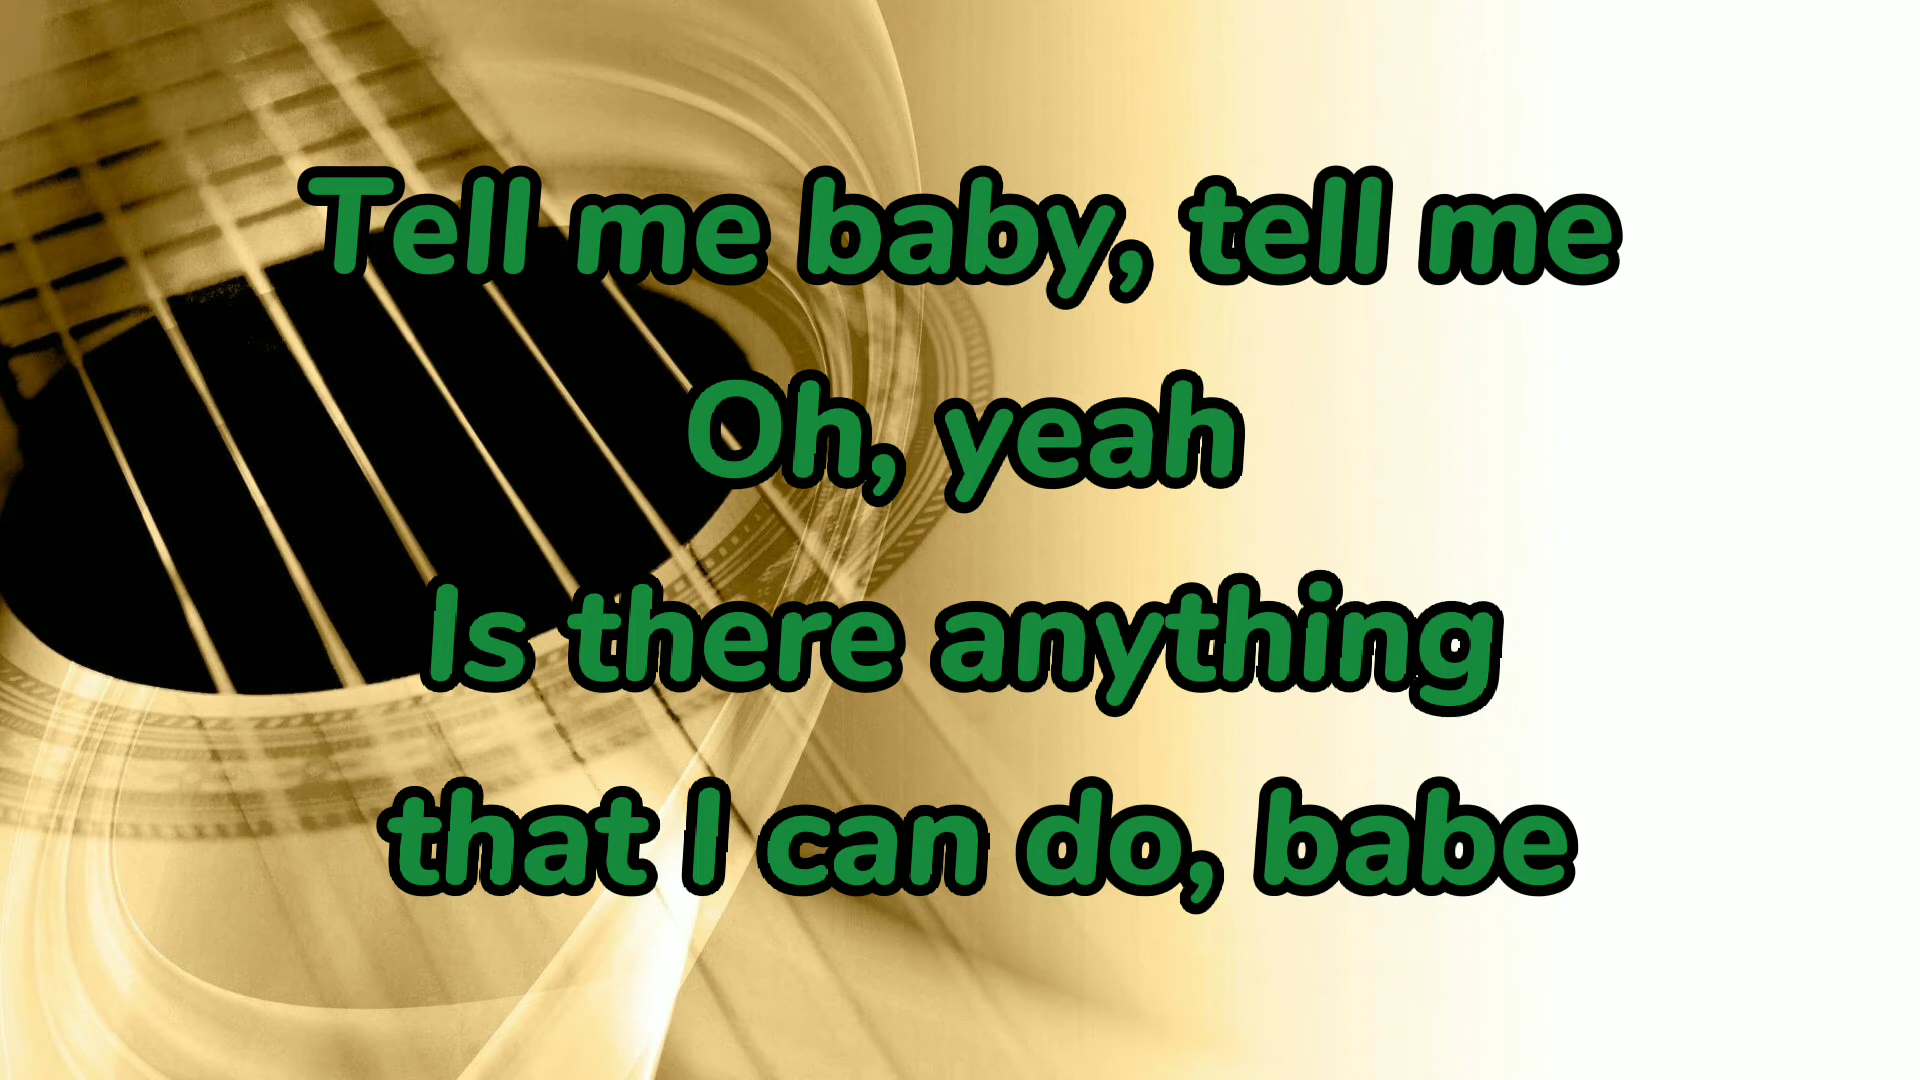 Tell me baby, tell me
Oh, yeah
Is there anything
that I can do, babe